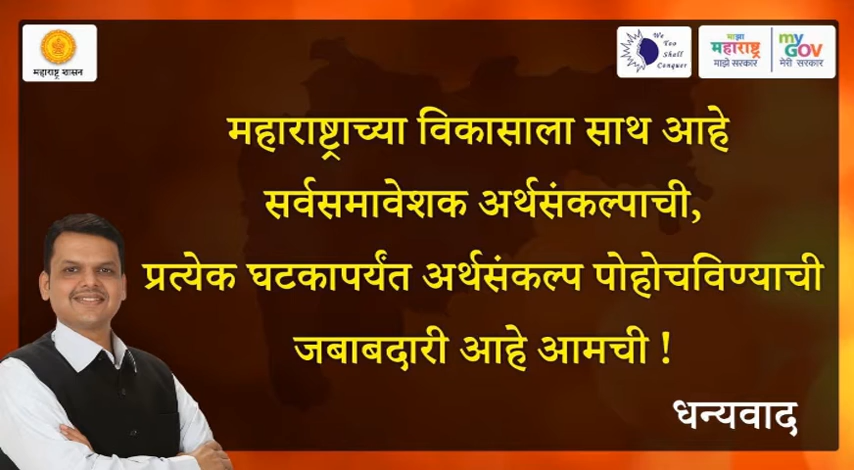 महाराष्ट्र शासन
We
Too
Shall
Conquer
माझा
महाराष्ट्र
माझे सरकार
my
GOV
मेरी सरकार
महाराष्ट्राच्या विकासाला साथ आहे
सर्वसमावेशक अर्थसंकल्पाची,
प्रत्येक घटकापर्यंत अर्थसंकल्प पोहोचविण्याची
जबाबदारी आहे आमची !
धन्यवाद